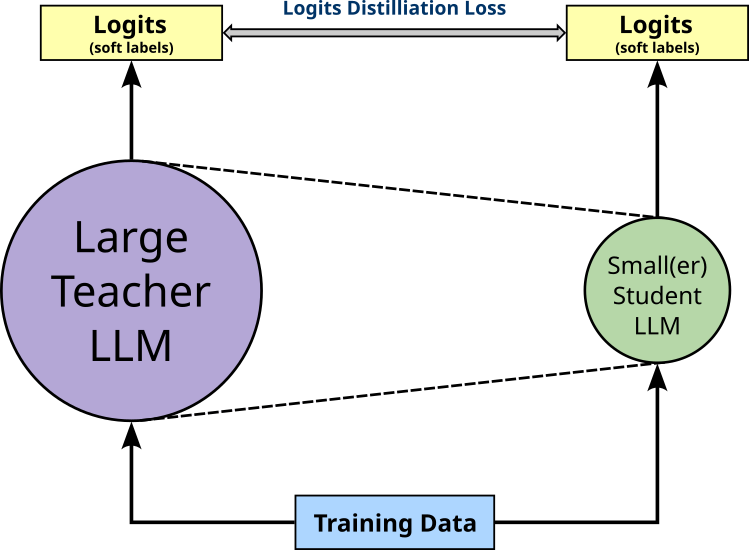 Logits Distilliation Loss
Logits
(soft labels)
Logits
(soft labels)
Large
Teacher
LLM
Small(er)
Student
LLM
Training Data